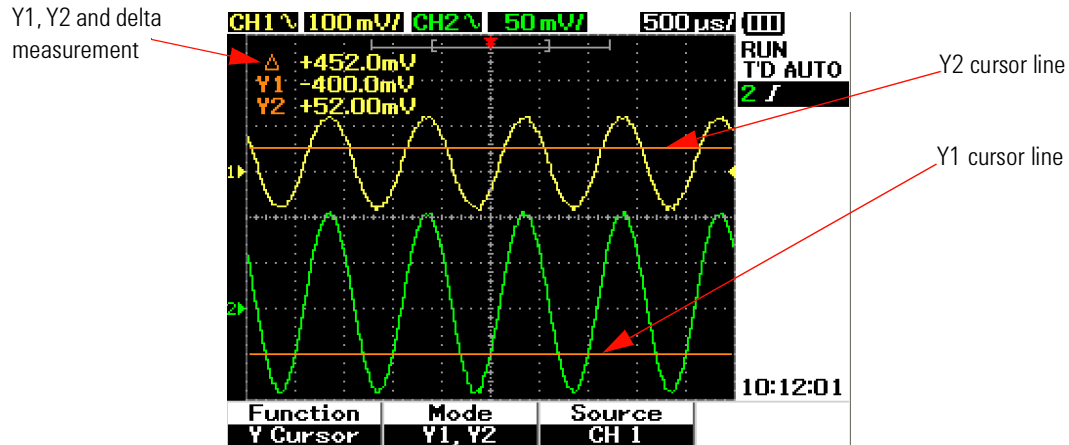 Y1, Y2 and delta
measurement
CH1 100 mV/ CH2 50 mV/ 500 µs/
RUN
T'D AUTO
2
Δ +452.0mV
Y1 -400.0mV
Y2 +52.00mV
Y2 cursor line
Y1 cursor line
1
2
10:12:01
Function Mode Source
Y Cursor Y1, Y2 CH 1